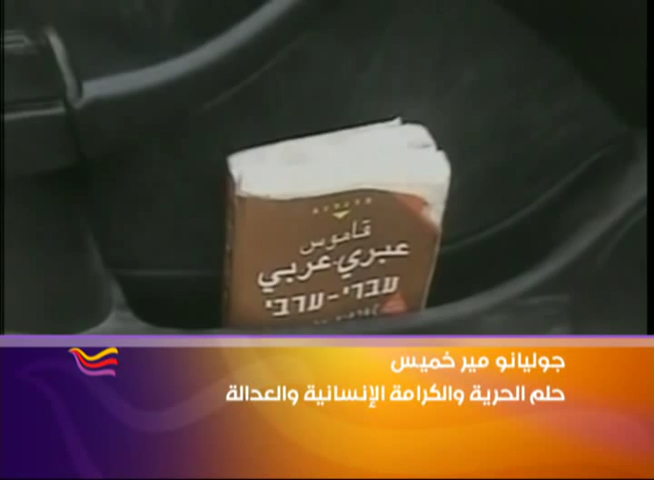 قاموس
عبري-عربي
עברי-ערבי
جوليانو مير خميس
حلم الحرية والكرامة الإنسانية والعدالة